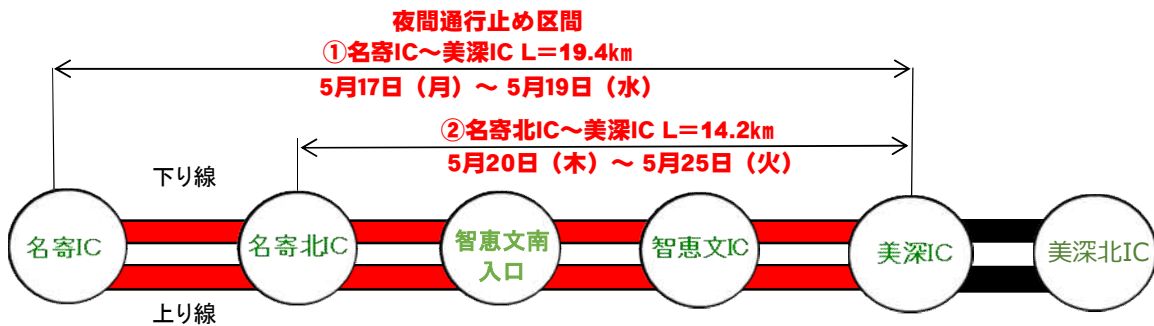 夜間通行止め区間
①名寄IC～美深IC L＝19.4㎞
5月17日（月）～ 5月19日（水）
②名寄北IC～美深IC L＝14.2㎞
5月20日（木）～ 5月25日（火）
下り線
名寄IC
名寄北IC
智恵文南
入口
智恵文IC
美深IC
美深北IC
上り線